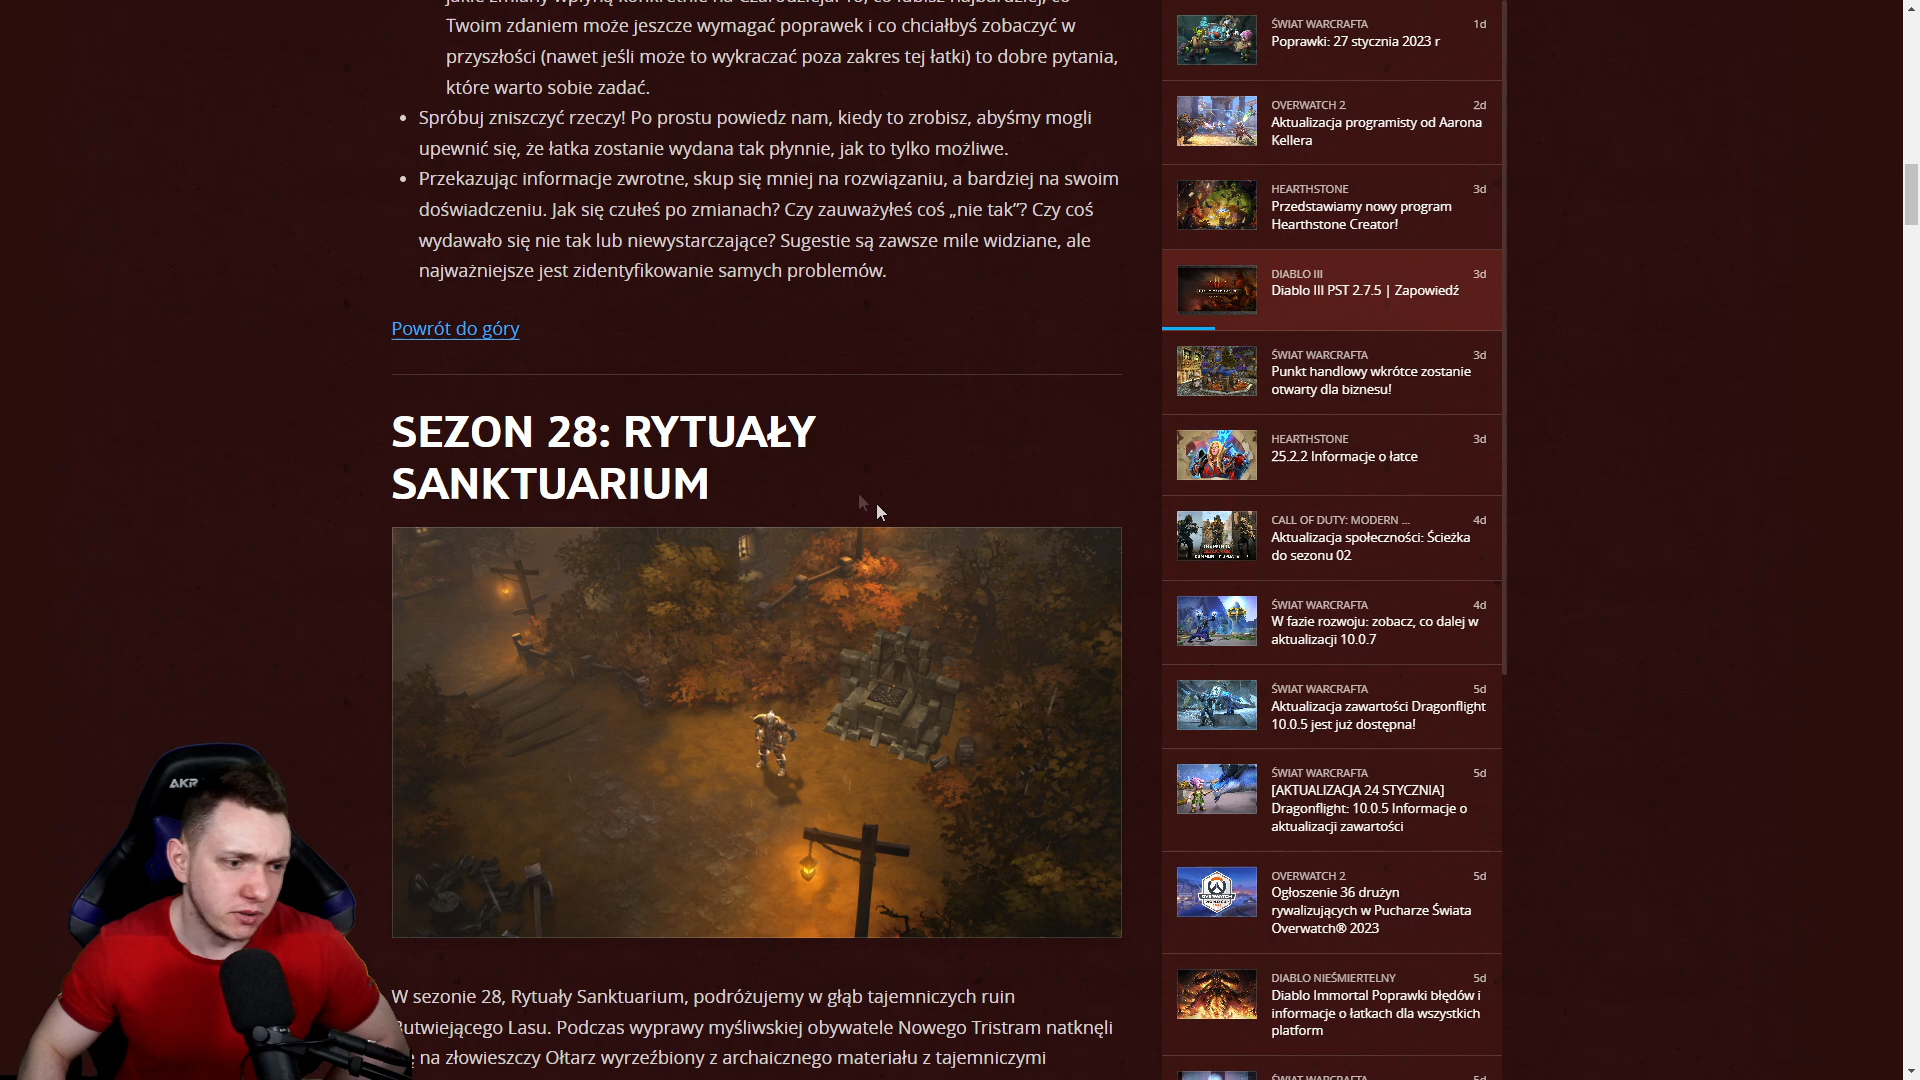 Twoim zdaniem może jeszcze wymagać poprawek i co chciałbyś zobaczyć w
przyszłości (nawet jeśli może to wykraczać poza zakres tej łatki) to dobre pytania,
które warto sobie zadać.
Spróbuj zniszczyć rzeczy! Po prostu powiedz nam, kiedy to zrobisz, abyśmy mogli
upewnić się, że łatka zostanie wydana tak płynnie, jak to tylko możliwe.
Przekazując informacje zwrotne, skup się mniej na rozwiązaniu, a bardziej na swoim
doświadczeniu. Jak się czułeś po zmianach? Czy zauważyłeś coś „nie tak”? Czy coś
wydawało się nie tak lub niewystarczające? Sugestie są zawsze mile widziane, ale
najważniejsze jest zidentyfikowanie samych problemów.
Powrót do góry
SEZON 28: RYTUAŁY
SANKTUARIUM
W sezonie 28, Rytuały Sanktuarium, podróżujemy w głąb tajemniczych ruin
Butwiejącego Lasu. Podczas wyprawy myśliwskiej obywatele Nowego Tristram natknęli
na złowieszczy Ołtarz wyrzeźbiony z archaicznego materiału z tajemniczymi
AKR
ŚWIAT WARCRAFTA 1d
Poprawki: 27 stycznia 2023 r
OVERWATCH 2 2d
Aktualizacja programisty od Aarona
Kellera
HEARTHSTONE 3d
Przedstawiamy nowy program
Hearthstone Creator!
DIABLO III 3d
Diablo III PST 2.7.5 | Zapowiedź
ŚWIAT WARCRAFTA 3d
Punkt handlowy wkrótce zostanie
otwarty dla biznesu!
HEARTHSTONE 3d
25.2.2 Informacje o łatce
CALL OF DUTY: MODERN ... 4d
Aktualizacja społeczności: Ścieżka
do sezonu 02
ŚWIAT WARCRAFTA 4d
W fazie rozwoju: zobacz, co dalej w
aktualizacji 10.0.7
ŚWIAT WARCRAFTA 5d
Aktualizacja zawartości Dragonflight
10.0.5 jest już dostępna!
ŚWIAT WARCRAFTA 5d
[AKTUALIZACJA 24 STYCZNIA]
Dragonflight: 10.0.5 Informacje o
aktualizacji zawartości
OVERWATCH 2 5d
Ogłoszenie 36 drużyn
rywalizujących w Pucharze Świata
Overwatch® 2023
DIABLO NIEŚMIERTELNY 5d
Diablo Immortal Poprawki błędów i
informacje o łatkach dla wszystkich
platform